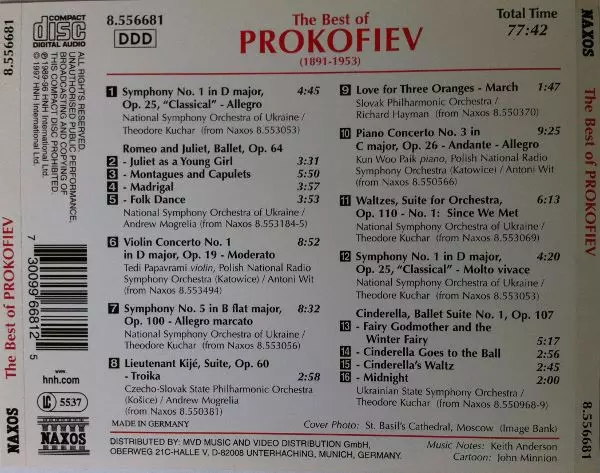 8.556681
COMPACT
disc
DIGITAL AUDIO
8.556681
DDD
The Best of
PROKOFIEV
(1891-1953)
Total Time
77:42
ALL RIGHTS RESERVED.
UNAUTHORISED PUBLIC PERFORMANCE,
BROADCASTING AND COPYING OF
THIS COMPACT DISC PROHIBITED.
℗ 1989-96 HNH International Ltd.
© 1997 HNH International Ltd.
1 Symphony No. 1 in D major, 4:45
Op. 25, "Classical" - Allegro
National Symphony Orchestra of Ukraine /
Theodore Kuchar (from Naxos 8.553053)
Romeo and Juliet, Ballet, Op. 64
2 - Juliet as a Young Girl 3:31
3 - Montagues and Capulets 5:50
4 - Madrigal 3:57
5 - Folk Dance 3:53
National Symphony Orchestra of Ukraine /
Andrew Mogrelia (from Naxos 8.553184-5)
6 Violin Concerto No. 1 8:52
in D major, Op. 19 - Moderato
Tedi Papavrami violin, Polish National Radio
Symphony Orchestra (Katowice) / Antoni Wit
(from Naxos 8.553494)
7 Symphony No. 5 in B flat major, 8:32
Op. 100 - Allegro marcato
National Symphony Orchestra of Ukraine /
Theodore Kuchar (from Naxos 8.553056)
8 Lieutenant Kijé, Suite, Op. 60
- Troika 2:58
Czecho-Slovak State Philharmonic Orchestra
(Košice) / Andrew Mogrelia
(from Naxos 8.550381)
9 Love for Three Oranges - March 1:47
Slovak Philharmonic Orchestra /
Richard Hayman (from Naxos 8.550370)
10 Piano Concerto No. 3 in 9:25
C major, Op. 26 - Andante - Allegro
Kun Woo Paik piano, Polish National Radio
Symphony Orchestra (Katowice) / Antoni Wit
(from Naxos 8.550566)
11 Waltzes, Suite for Orchestra, 6:13
Op. 110 - No. 1: Since We Met
National Symphony Orchestra of Ukraine /
Theodore Kuchar (from Naxos 8.553069)
12 Symphony No. 1 in D major, 4:20
Op. 25, "Classical" - Molto vivace
National Symphony Orchestra of Ukraine /
Theodore Kuchar (from Naxos 8.553053)
Cinderella, Ballet Suite No. 1, Op. 107
13 - Fairy Godmother and the
Winter Fairy 5:17
14 - Cinderella Goes to the Ball 2:56
15 - Cinderella's Waltz 2:45
16 - Midnight 2:00
Ukrainian State Symphony Orchestra /
Theodore Kuchar (from Naxos 8.550968-9)
7 30099 66812 5
www.
hnh.com
LC 5537
NAXOS
MADE IN GERMANY
Cover Photo: St. Basil's Cathedral, Moscow (Image Bank)
DISTRIBUTED BY: MVD MUSIC AND VIDEO DISTRIBUTION GmbH,
OBERWEG 21C-HALLE V, D-82008 UNTERHACHING, MUNICH, GERMANY.
Music Notes: Keith Anderson
Cartoon: John Minnion
The Best of PROKOFIEV
NAXOS
NAXOS
The Best of PROKOFIEV
8.556681